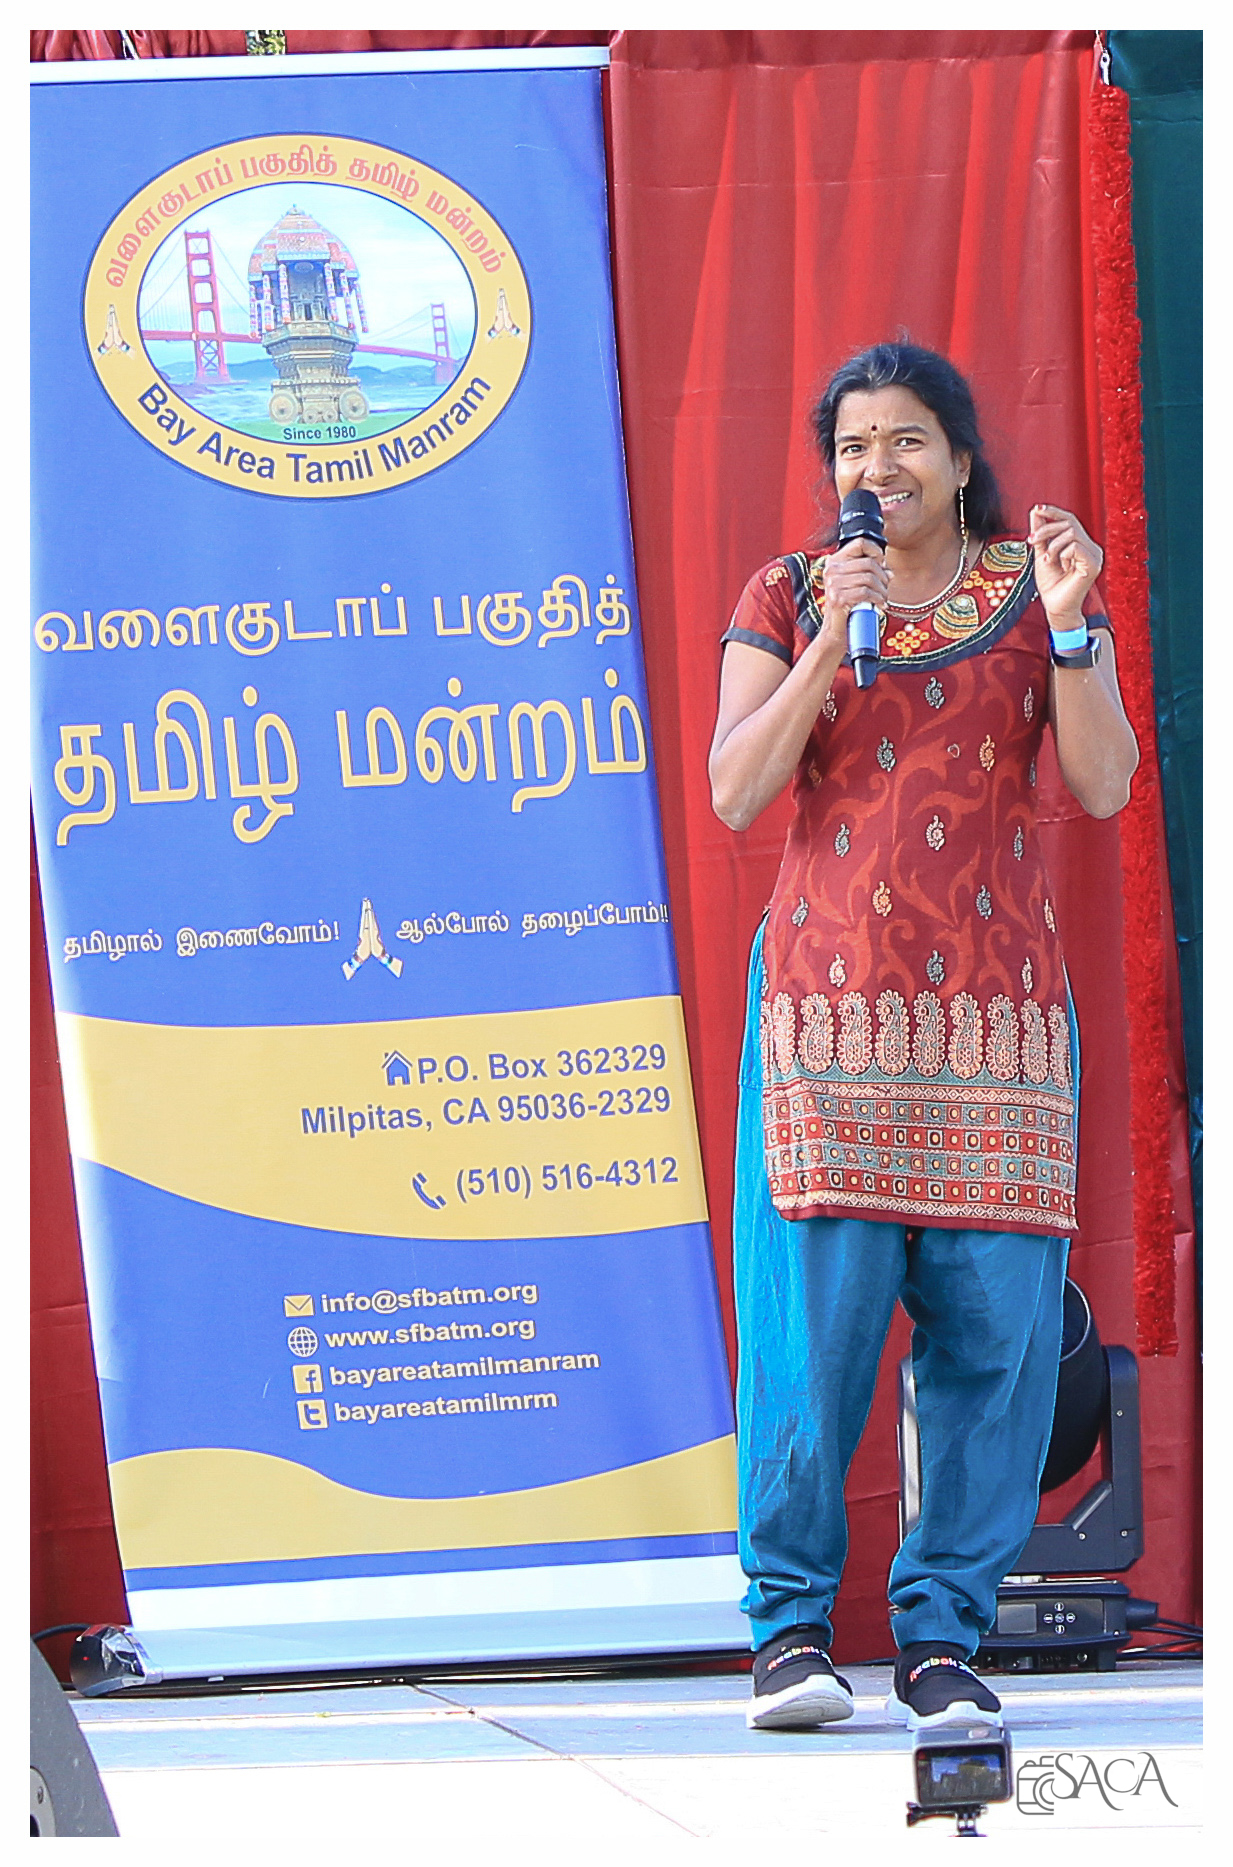 வளைகுடாப் பகுதித் தமிழ் மன்றம்
Since 1980
Bay Area Tamil Manram
வளைகுடாப் பகுதித்
தமிழ் மன்றம்
தமிழால் இணைவோம்! ஆல்போல் தழைப்போம்!!
P.O. Box 362329
Milpitas, CA 95036-2329
(510) 516-4312
info@sfbatm.org
www.sfbatm.org
bayareatamilmanram
bayareatamilmrm
Reebok
Reebok
SACA